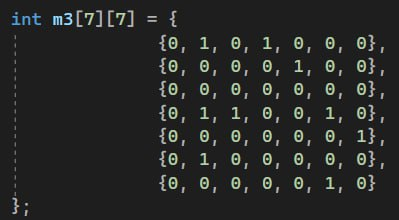 int m3[7][7] = {
{0, 1, 0, 1, 0, 0, 0},
{0, 0, 0, 0, 1, 0, 0},
{0, 0, 0, 0, 0, 0, 0},
{0, 1, 1, 0, 0, 1, 0},
{0, 0, 0, 0, 0, 0, 1},
{0, 1, 0, 0, 0, 0, 0},
{0, 0, 0, 0, 0, 1, 0}
};